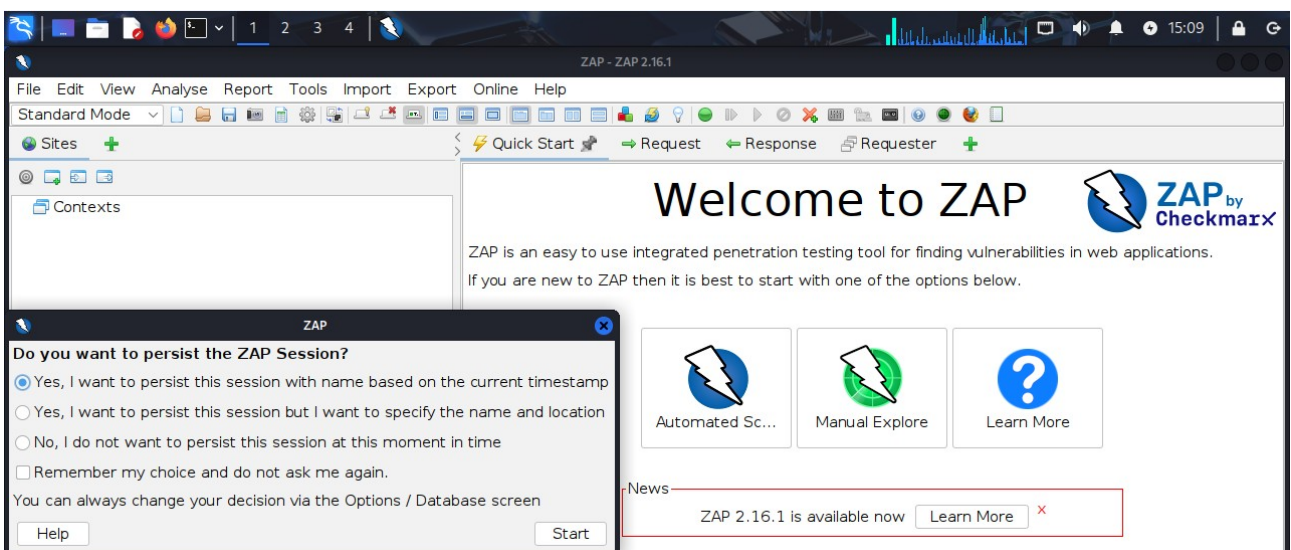 1 2 3 4 15:09
ZAP - ZAP 2.16.1
File Edit View Analyse Report Tools Import Export Online Help
Standard Mode
Sites Quick Start Request Response Requester
Contexts
Welcome to ZAP
ZAP by
Checkmarx
ZAP is an easy to use integrated penetration testing tool for finding vulnerabilities in web applications.
If you are new to ZAP then it is best to start with one of the options below.
ZAP
Do you want to persist the ZAP Session?
Yes, I want to persist this session with name based on the current timestamp
Yes, I want to persist this session but I want to specify the name and location
No, I do not want to persist this session at this moment in time
Remember my choice and do not ask me again.
You can always change your decision via the Options / Database screen
Help Start
Automated Sc... Manual Explore Learn More
News
ZAP 2.16.1 is available now Learn More X